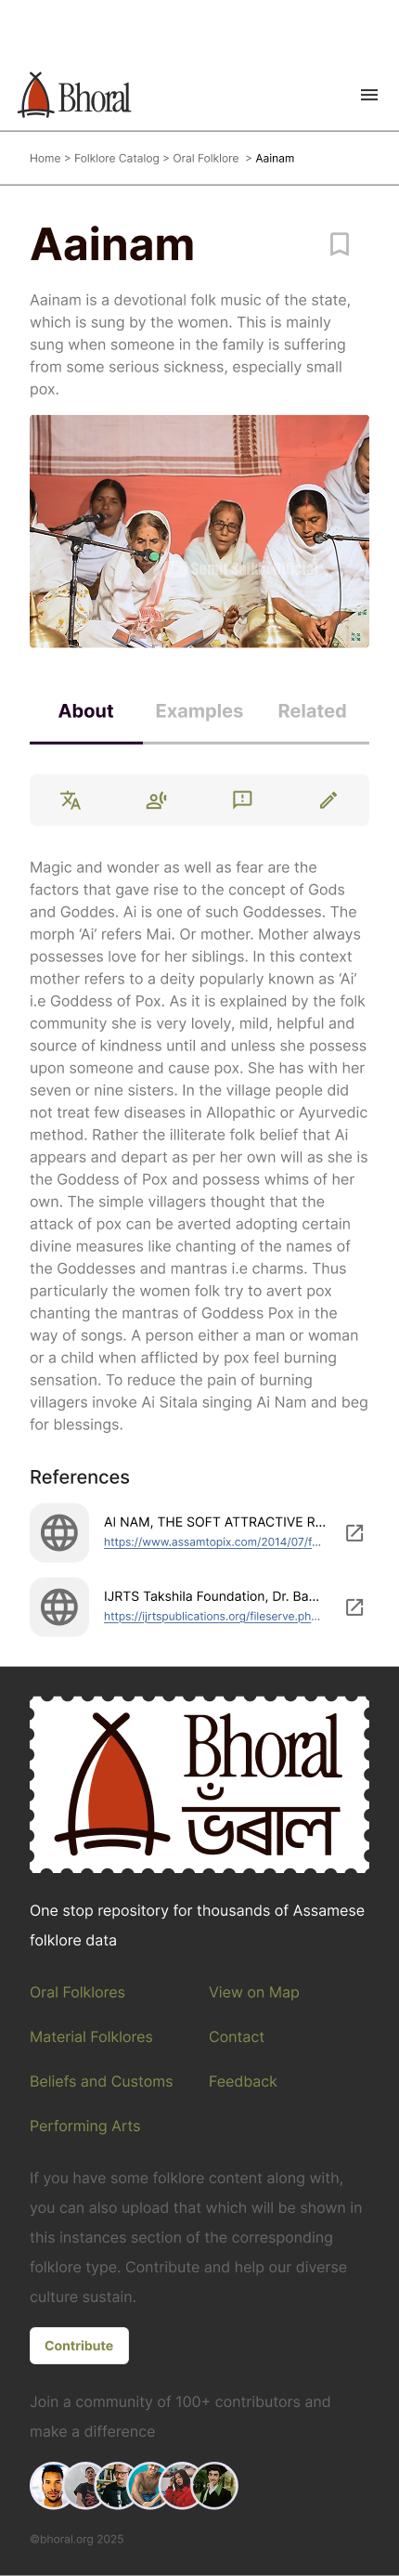 Bhoral
Home > Folklore Catalog > Oral Folklore > Aainam
Aainam
Aainam is a devotional folk music of the state,
which is sung by the women. This is mainly
sung when someone in the family is suffering
from some serious sickness, especially small
pox.
About Examples Related
Magic and wonder as well as fear are the
factors that gave rise to the concept of Gods
and Goddes. Ai is one of such Goddesses. The
morph ‘Ai’ refers Mai. Or mother. Mother always
possesses love for her siblings. In this context
mother refers to a deity popularly known as ‘Ai’
i.e Goddess of Pox. As it is explained by the folk
community she is very lovely, mild, helpful and
source of kindness until and unless she possess
upon someone and cause pox. She has with her
seven or nine sisters. In the village people did
not treat few diseases in Allopathic or Ayurvedic
method. Rather the illiterate folk belief that Ai
appears and depart as per her own will as she is
the Goddess of Pox and possess whims of her
own. The simple villagers thought that the
attack of pox can be averted adopting certain
divine measures like chanting of the names of
the Goddesses and mantras i.e charms. Thus
particularly the women folk try to avert pox
chanting the mantras of Goddess Pox in the
way of songs. A person either a man or woman
or a child when afflicted by pox feel burning
sensation. To reduce the pain of burning
villagers invoke Ai Sitala singing Ai Nam and beg
for blessings.
References
AI NAM, THE SOFT ATTRACTIVE R...
https://www.assamtopix.com/2014/07/f...
IJRTS Takshila Foundation, Dr. Ba...
https://ijrtspublications.org/fileserve.ph...
Bhoral
ভঁৰাল
One stop repository for thousands of Assamese
folklore data
Oral Folklores View on Map
Material Folklores Contact
Beliefs and Customs Feedback
Performing Arts
If you have some folklore content along with,
you can also upload that which will be shown in
this instances section of the corresponding
folklore type. Contribute and help our diverse
culture sustain.
Contribute
Join a community of 100+ contributors and
make a difference
©bhoral.org 2025